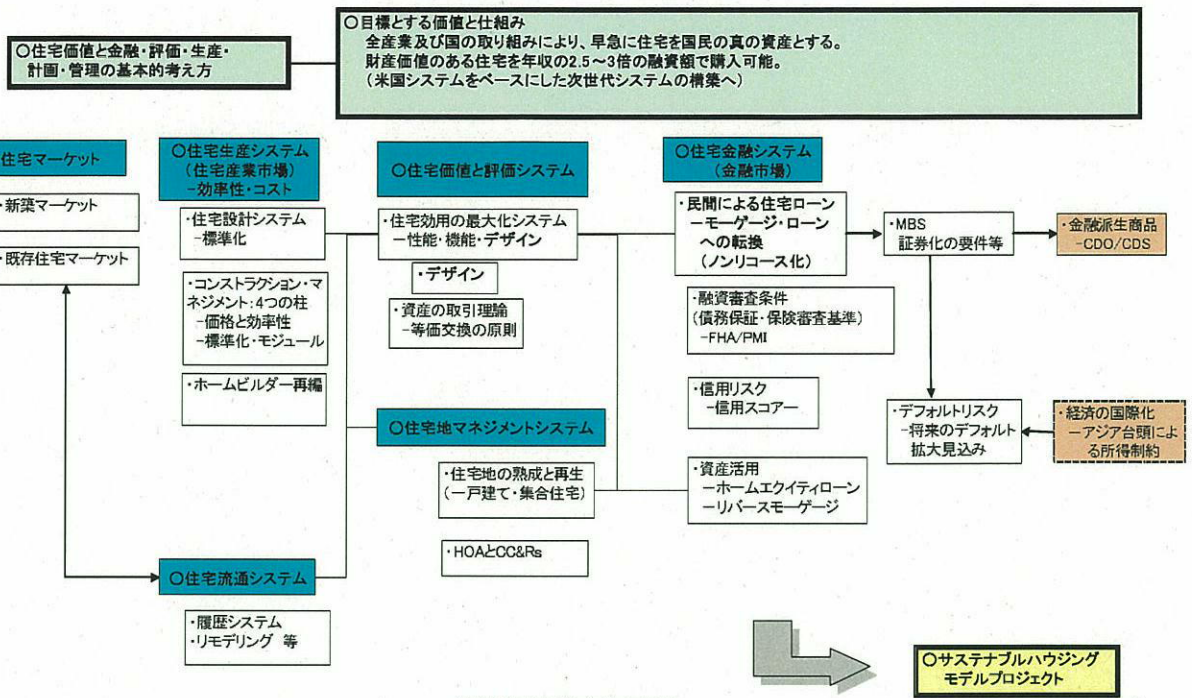 〇住宅価値と金融・評価・生産・
計画・管理の基本的考え方
〇目標とする価値と仕組み
全産業及び国の取り組みにより、早急に住宅を国民の真の資産とする。
財産価値のある住宅を年収の2.5～3倍の融資額で購入可能。
(米国システムをベースにした次世代システムの構築へ)
住宅マーケット
・新築マーケット
・既存住宅マーケット
〇住宅生産システム
(住宅産業市場)
-効率性・コスト
・住宅設計システム
-標準化
・コンストラクション・マ
ネジメント:4つの柱
-価格と効率性
-標準化・モジュール
・ホームビルダー再編
〇住宅流通システム
・履歴システム
・リモデリング 等
〇住宅価値と評価システム
・住宅効用の最大化システム
－性能・機能・デザイン
・デザイン
・資産の取引理論
-等価交換の原則
〇住宅地マネジメントシステム
・住宅地の熟成と再生
(一戸建て・集合住宅)
・HOAとCC&Rs
〇住宅金融システム
(金融市場)
・民間による住宅ローン
－モーゲージ・ローン
への転換
(ノンリコース化)
・融資審査条件
(債務保証・保険審査基準)
-FHA/PMI
・信用リスク
-信用スコアー
・資産活用
－ホームエクイティローン
－リバースモーゲージ
・MBS
証券化の要件等
・デフォルトリスク
-将来のデフォルト
拡大見込み
・金融派生商品
-CDO/CDS
・経済の国際化
－アジア台頭によ
る所得制約
〇サステナブルハウジング
モデルプロジェクト